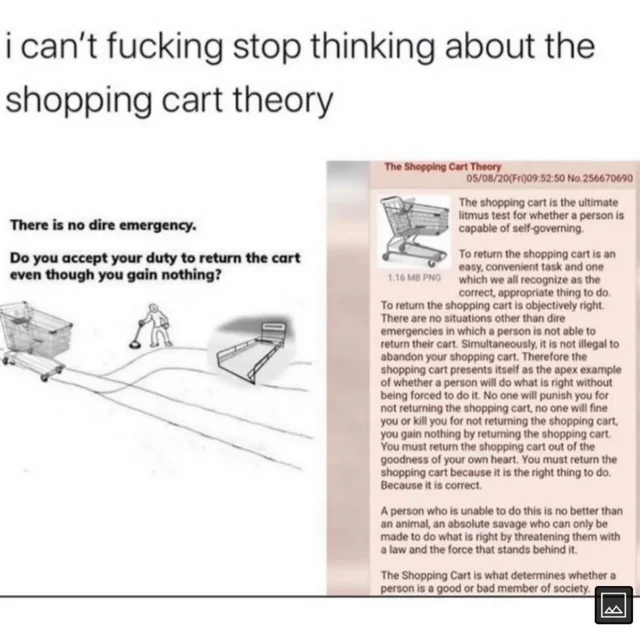 i can't fucking stop thinking about the
shopping cart theory
There is no dire emergency.
Do you accept your duty to return the cart
even though you gain nothing?
The Shopping Cart Theory
05/08/20(Fri)09:52:50 No.256670690
The shopping cart is the ultimate
litmus test for whether a person is
capable of self-governing.
To return the shopping cart is an
easy, convenient task and one
which we all recognize as the
correct, appropriate thing to do.
1.16 MB PNG
To return the shopping cart is objectively right.
There are no situations other than dire
emergencies in which a person is not able to
return their cart. Simultaneously, it is not illegal to
abandon your shopping cart. Therefore the
shopping cart presents itself as the apex example
of whether a person will do what is right without
being forced to do it. No one will punish you for
not returning the shopping cart, no one will fine
you or kill you for not returning the shopping cart,
you gain nothing by returning the shopping cart.
You must return the shopping cart out of the
goodness of your own heart. You must return the
shopping cart because it is the right thing to do.
Because it is correct.
A person who is unable to do this is no better than
an animal, an absolute savage who can only be
made to do what is right by threatening them with
a law and the force that stands behind it.
The Shopping Cart is what determines whether a
person is a good or bad member of society.